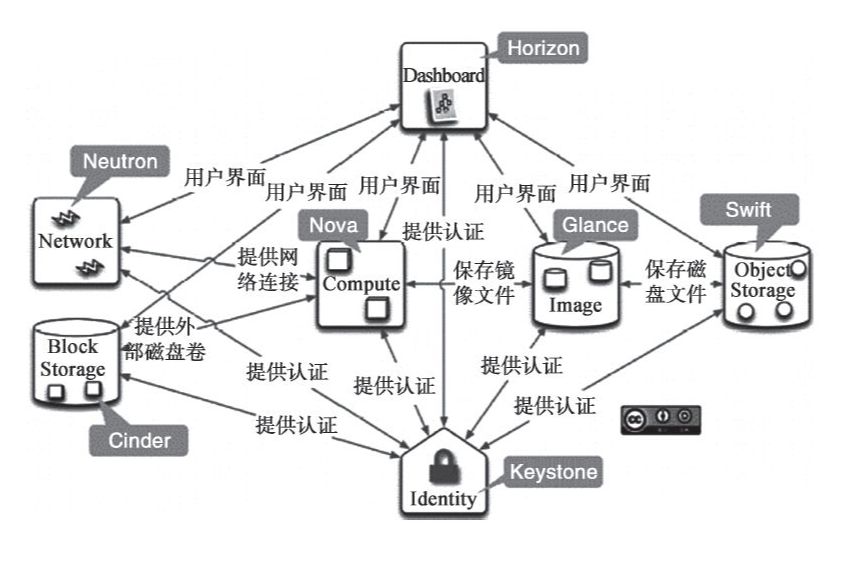 Horizon
Dashboard
Neutron
用户界面
用户界面
用户界面
用户界面
用户界面
Nova
Glance
Swift
Network
提供网
络连接
提供认证
Compute
保存镜
像文件
Image
保存磁
盘文件
Object
Storage
Block
Storage
提供外
部磁盘卷
提供认证
提供认证
提供认证
提供认证
提供认证
Cinder
Identity
Keystone
cc